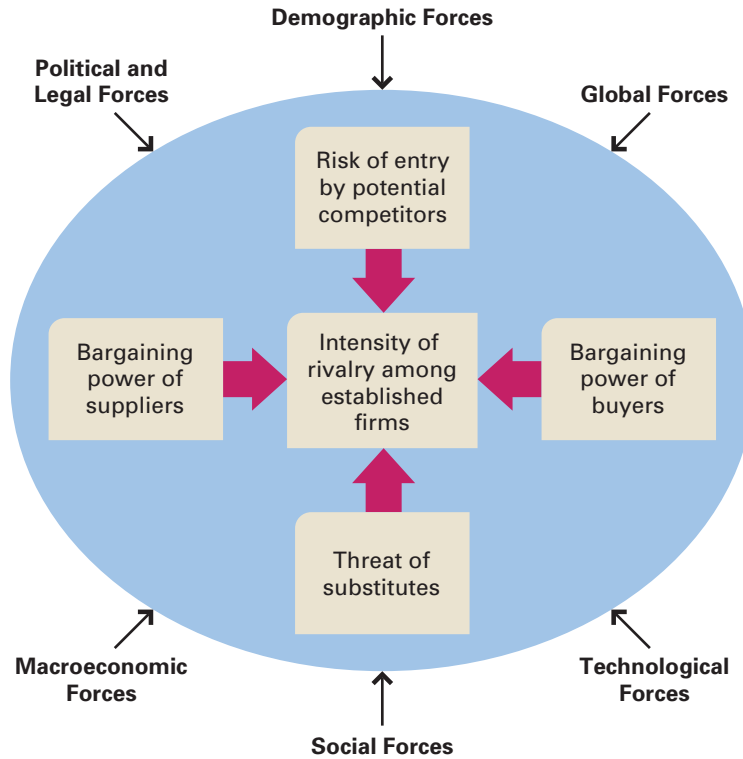 Demographic Forces
Political and
Legal Forces
Global Forces
Risk of entry
by potential
competitors
Bargaining
power of
suppliers
Intensity of
rivalry among
established
firms
Bargaining
power of
buyers
Threat of
substitutes
Macroeconomic
Forces
Technological
Forces
Social Forces